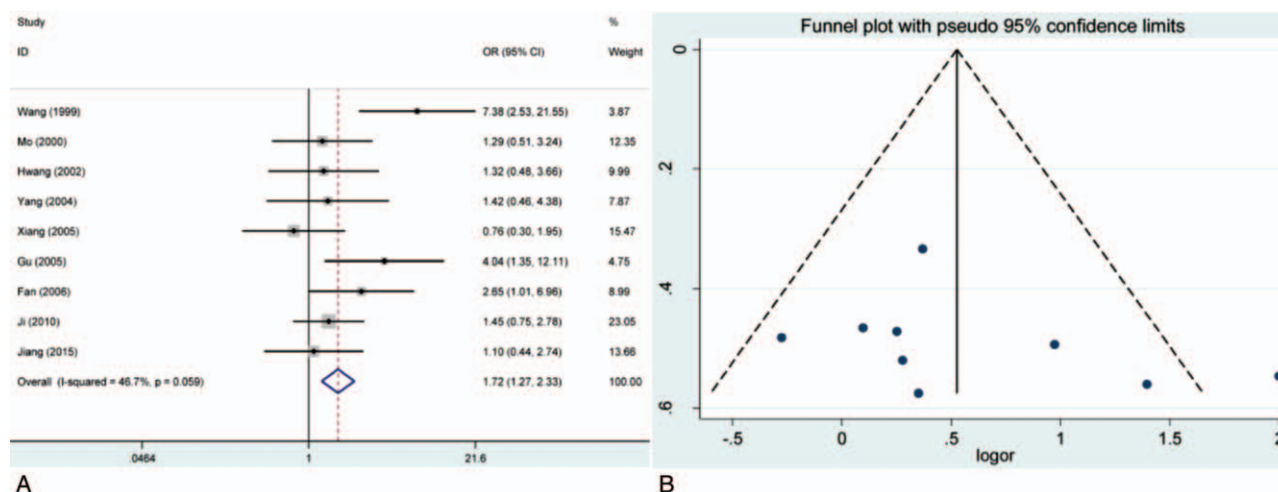 Study %
ID OR (95% CI) Weight
Wang (1999) 7.38 (2.53, 21.55) 3.87
Mo (2000) 1.29 (0.51, 3.24) 12.35
Hwang (2002) 1.32 (0.48, 3.66) 9.99
Yang (2004) 1.42 (0.46, 4.38) 7.87
Xiang (2005) 0.76 (0.30, 1.95) 15.47
Gu (2005) 4.04 (1.35, 12.11) 4.75
Fan (2006) 2.65 (1.01, 6.96) 8.99
Ji (2010) 1.45 (0.75, 2.78) 23.05
Jiang (2015) 1.10 (0.44, 2.74) 13.66
Overall (I-squared = 46.7%, p = 0.059) 1.72 (1.27, 2.33) 100.00
.0464 1 21.6
A
Funnel plot with pseudo 95% confidence limits
0
.2
.4
.6
-.5 0 .5 1 1.5 2
logor
B